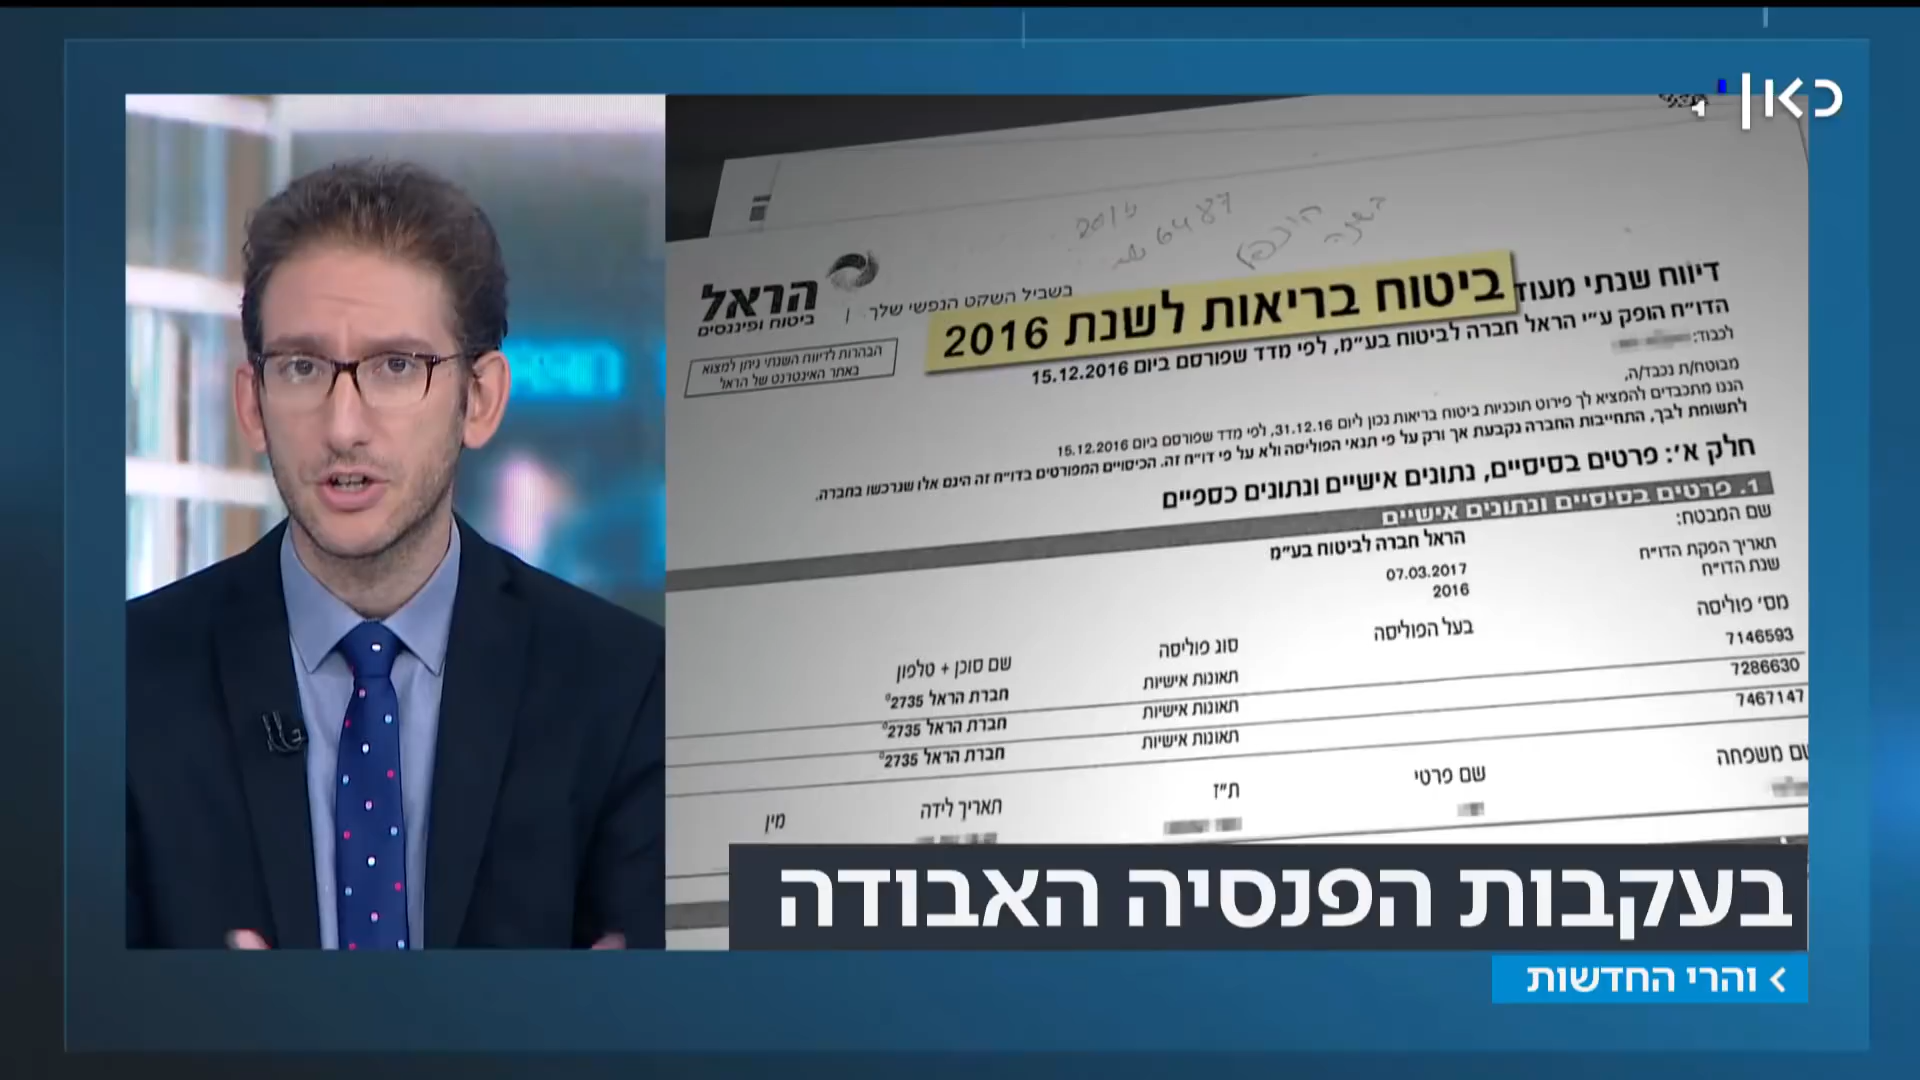 כאן
דיווח שנתי מעוד ביטוח בריאות לשנת 2016
הדו״ח הופק ע״י הראל חברה לביטוח בע״מ, לפי מדד שפורסם ביום 15.12.2016
לכבוד:
הראל
ביטוח ופיננסים
בשביל השקט הנפשי שלך
הבהרות לדיווח השנתי ניתן למצוא
באתר האינטרנט של הראל
מבוטח/ת נכבד/ה,
הננו מתכבדים להמציא לך פירוט תוכניות ביטוח בריאות נכון ליום 31.12.16, לפי מדד שפורסם ביום 15.12.2016
לתשומת לבך, התחייבות החברה נקבעת אך ורק על פי תנאי הפוליסה ולא על פי דו״ח זה. הכיסויים המפורטים בדו״ח זה הינם אלו שנרכשו בחברה.
חלק א׳: פרטים בסיסיים, נתונים אישיים ונתונים כספיים
1. פרטים בסיסיים ונתונים אישיים
שם המבטח: הראל חברה לביטוח בע״מ
תאריך הפקת הדו״ח 07.03.2017
שנת הדו״ח 2016
מס׳ פוליסה בעל הפוליסה סוג פוליסה שם סוכן + טלפון
7146593 תאונות אישיות חברת הראל 2735*
7286630 תאונות אישיות חברת הראל 2735*
7467147 תאונות אישיות חברת הראל 2735*
שם משפחה שם פרטי ת״ז תאריך לידה מין
בעקבות הפנסיה האבודה
< והרי החדשות